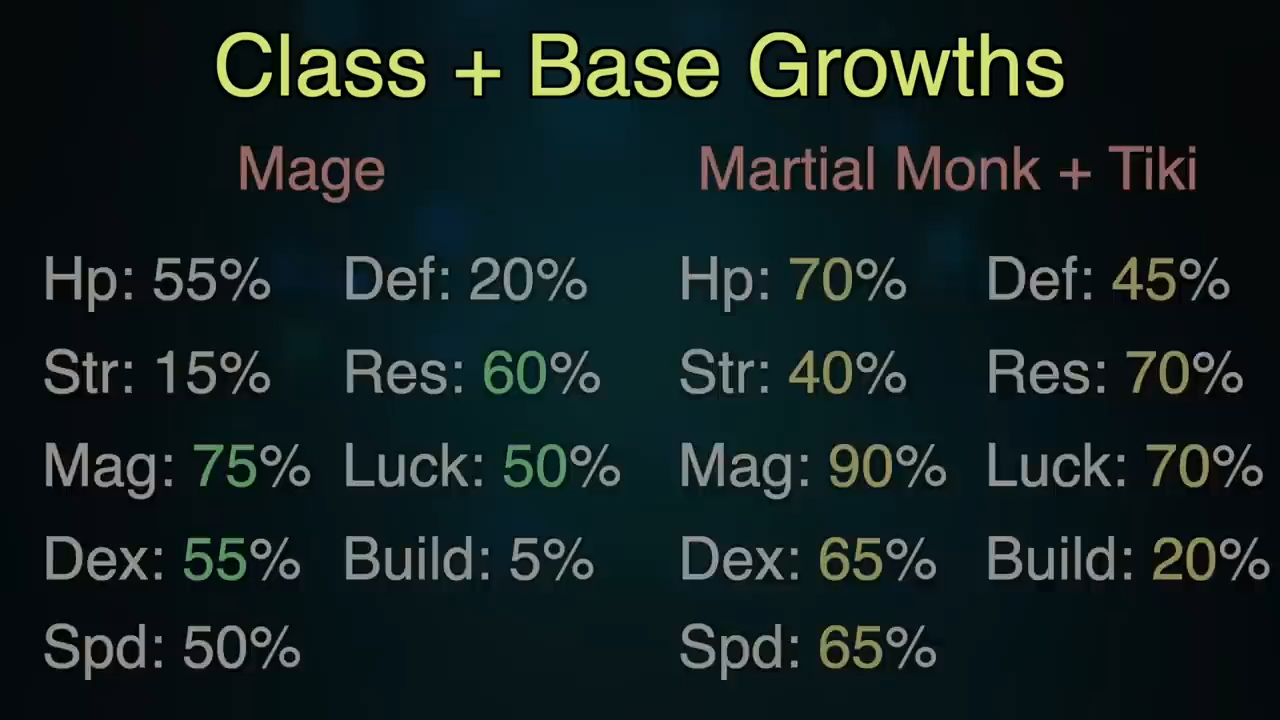 Class + Base Growths
Mage
Hp: 55% Def: 20%
Str: 15% Res: 60%
Mag: 75% Luck: 50%
Dex: 55% Build: 5%
Spd: 50%
Martial Monk + Tiki
Hp: 70% Def: 45%
Str: 40% Res: 70%
Mag: 90% Luck: 70%
Dex: 65% Build: 20%
Spd: 65%